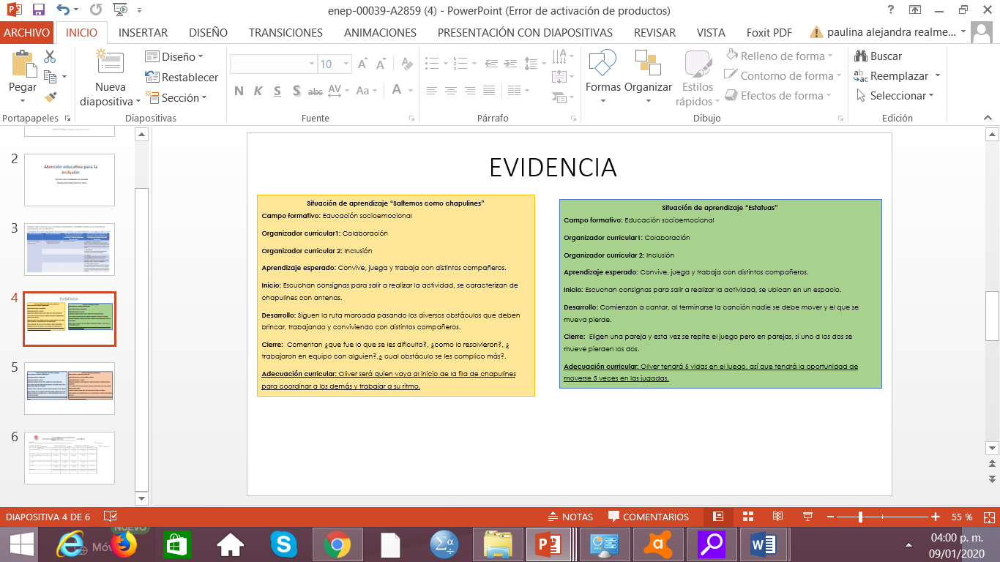 enep-00039-A2859 (4) - PowerPoint (Error de activación de productos)
ARCHIVO INICIO INSERTAR DISEÑO TRANSICIONES ANIMACIONES PRESENTACIÓN CON DIAPOSITIVAS REVISAR VISTA Foxit PDF paulina alejandra realme...
Pegar
Nueva diapositiva
Diseño
Restablecer
Sección
10
N K S S abc AV Aa A
Formas Organizar Estilos rápidos
Relleno de forma
Contorno de forma
Efectos de forma
Buscar
Reemplazar
Seleccionar
Portapapeles Diapositivas Fuente Párrafo Dibujo Edición
2
Atención educativa para la
inclusión
3
4
EVIDENCIA
5
6
EVIDENCIA
Situación de aprendizaje “Saltemos como chapulines”
Campo formativo: Educación socioemocional
Organizador curricular1: Colaboración
Organizador curricular 2: Inclusión
Aprendizaje esperado: Convive, juega y trabaja con distintos compañeros.
Inicio: Escuchan consignas para salir a realizar la actividad, se caracterizan de
chapulines con antenas.
Desarrollo: Siguen la ruta marcada pasando los diversos obstáculos que deben
brincar, trabajando y conviviendo con distintos compañeros.
Cierre: Comentan ¿que fue lo que se les dificulto?, ¿como lo resolvieron?, ¿
trabajaron en equipo con alguien?,¿ cual obstáculo se les complico más?.
Adecuación curricular: Oliver será quien vaya al inicio de la fila de chapulines
para coordinar a los demás y trabajar a su ritmo.
Situación de aprendizaje “Estatuas”
Campo formativo: Educación socioemocional
Organizador curricular1: Colaboración
Organizador curricular 2: Inclusión
Aprendizaje esperado: Convive, juega y trabaja con distintos compañeros.
Inicio: Escuchan consignas para salir a realizar la actividad, se ubican en un espacio.
Desarrollo: Comienzan a cantar, al terminarse la canción nadie se debe mover y el que se
mueva pierde.
Cierre: Eligen una pareja y esta vez se repite el juego pero en parejas, si uno d los dos se
mueve pierden los dos.
Adecuación curricular: Oliver tendrá 5 vidas en el juego, así que tendrá la oportunidad de
moverse 5 veces en las jugadas.
DIAPOSITIVA 4 DE 6 NOTAS COMENTARIOS 55 %
NUEVO
Móv
04:00 p. m.
09/01/2020